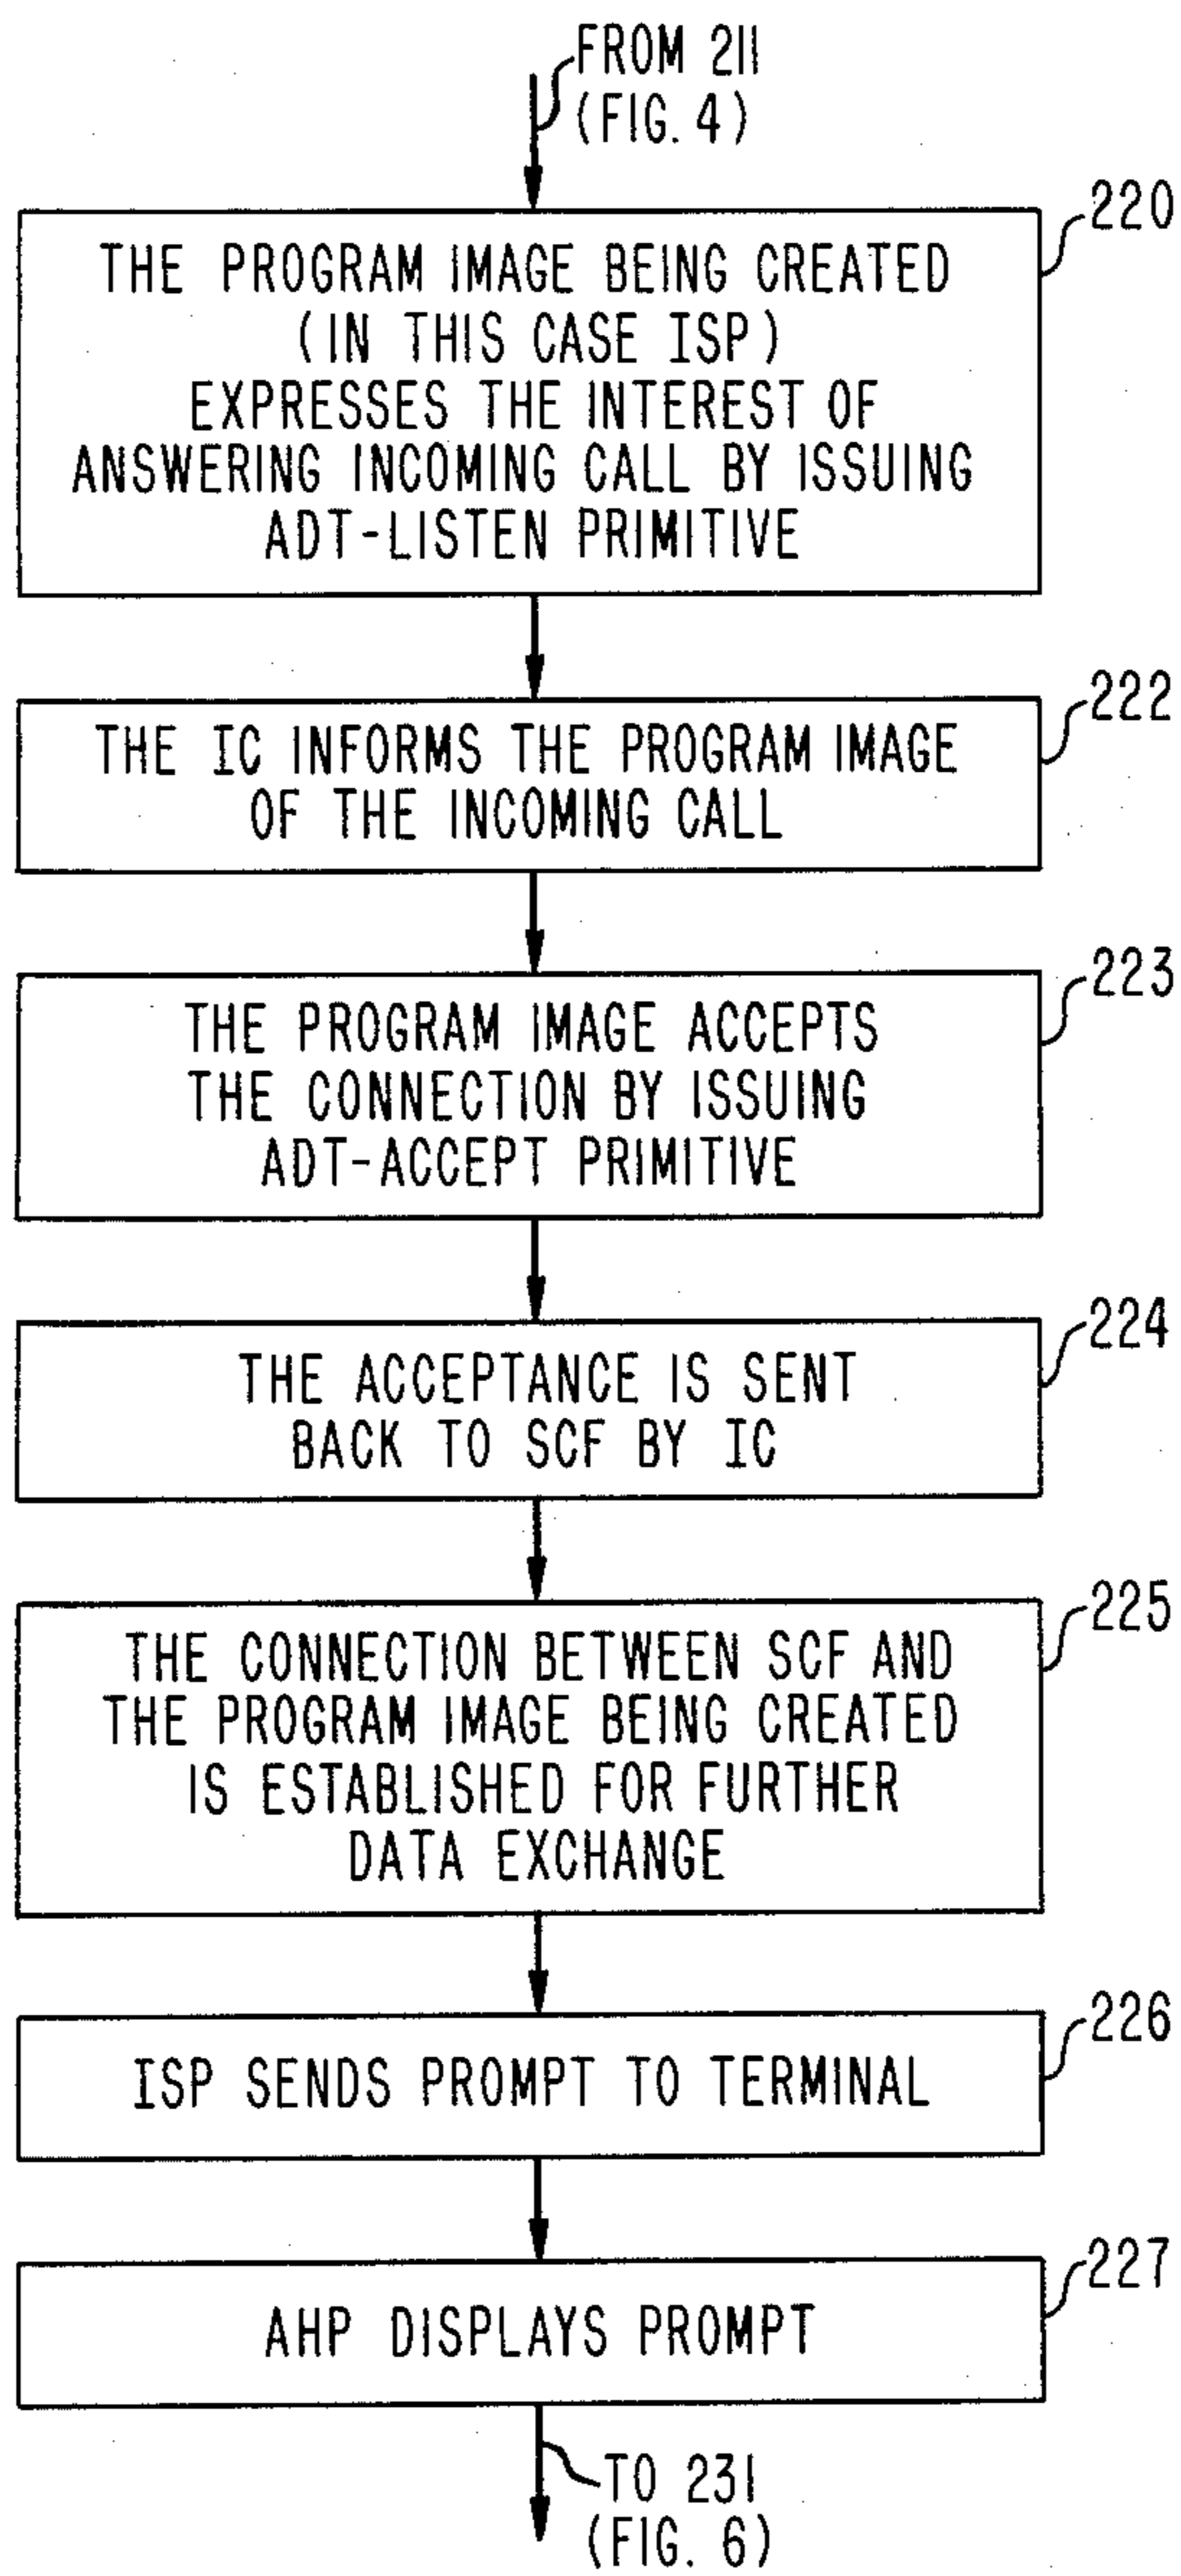 FROM 211
(FIG. 4)
220
THE PROGRAM IMAGE BEING CREATED
(IN THIS CASE ISP)
EXPRESSES THE INTEREST OF
ANSWERING INCOMING CALL BY ISSUING
ADT-LISTEN PRIMITIVE
222
THE IC INFORMS THE PROGRAM IMAGE
OF THE INCOMING CALL
223
THE PROGRAM IMAGE ACCEPTS
THE CONNECTION BY ISSUING
ADT-ACCEPT PRIMITIVE
224
THE ACCEPTANCE IS SENT
BACK TO SCF BY IC
225
THE CONNECTION BETWEEN SCF AND
THE PROGRAM IMAGE BEING CREATED
IS ESTABLISHED FOR FURTHER
DATA EXCHANGE
226
ISP SENDS PROMPT TO TERMINAL
227
AHP DISPLAYS PROMPT
TO 231
(FIG. 6)